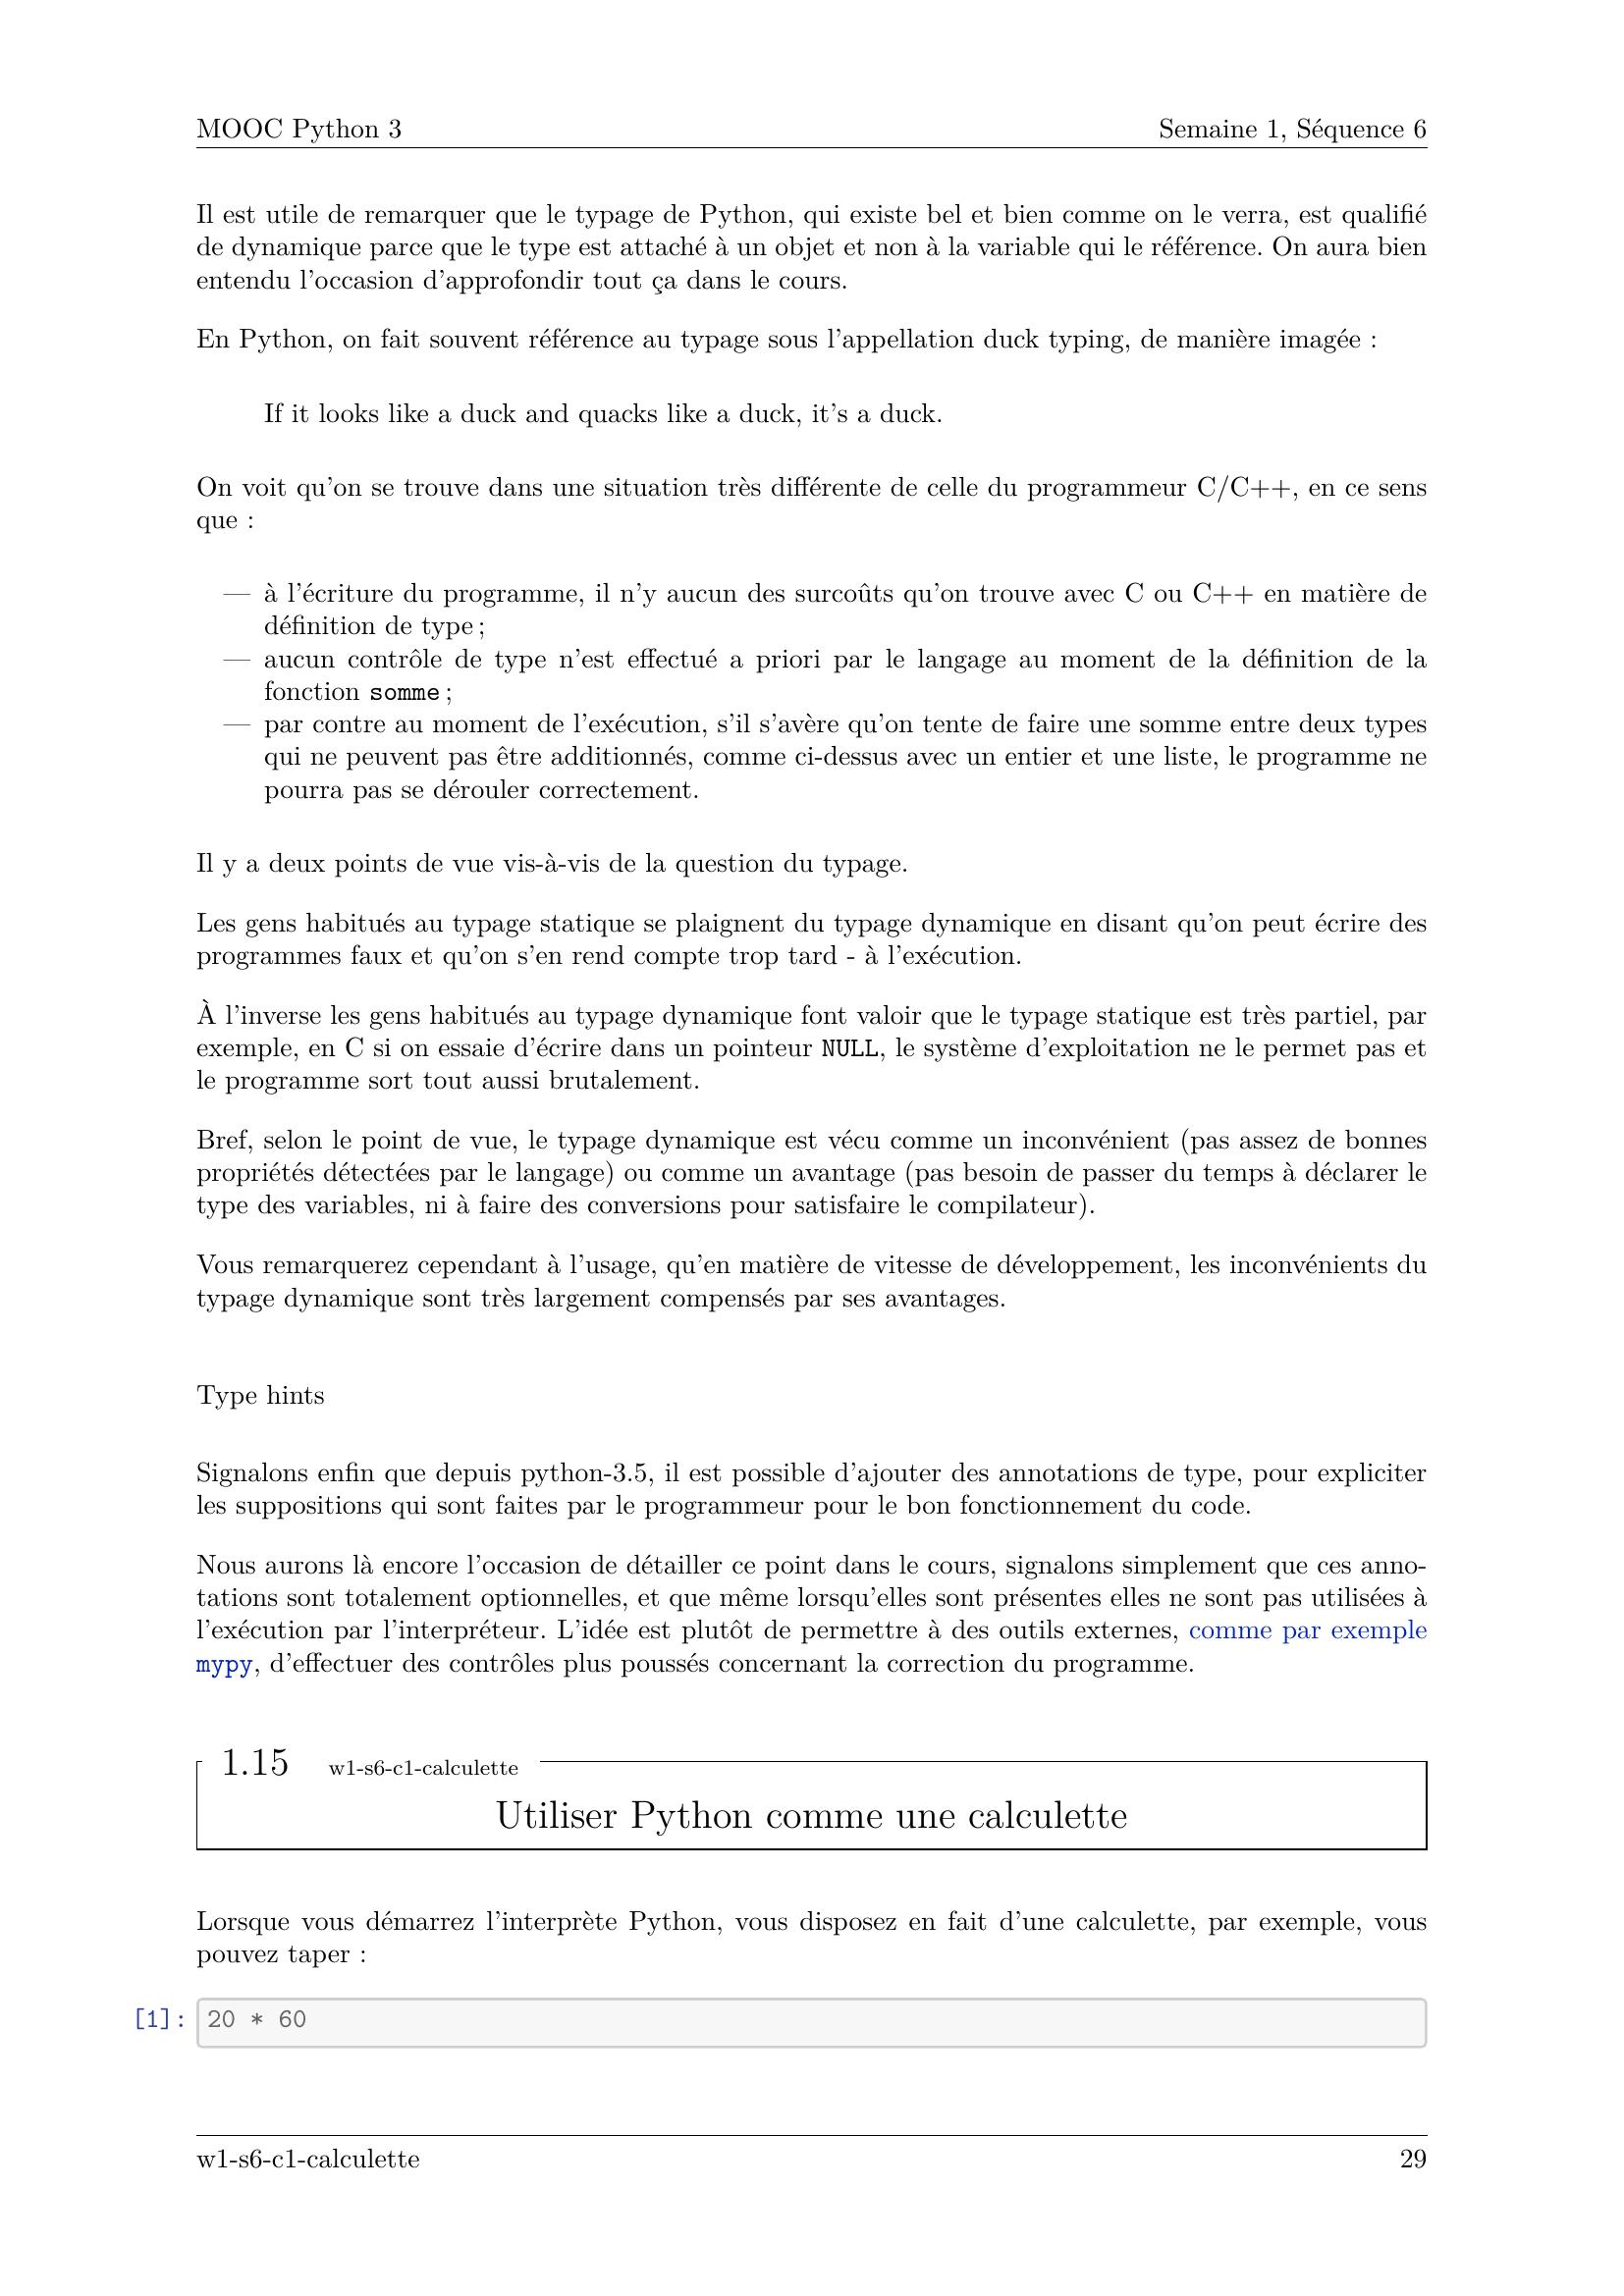 MOOC Python 3 Semaine 1, Séquence 6
Il est utile de remarquer que le typage de Python, qui existe bel et bien comme on le verra, est qualifié
de dynamique parce que le type est attaché à un objet et non à la variable qui le référence. On aura bien
entendu l'occasion d'approfondir tout ça dans le cours.
En Python, on fait souvent référence au typage sous l'appellation duck typing, de manière imagée :
If it looks like a duck and quacks like a duck, it's a duck.
On voit qu'on se trouve dans une situation très différente de celle du programmeur C/C++, en ce sens
que :
— à l'écriture du programme, il n'y aucun des surcoûts qu'on trouve avec C ou C++ en matière de
définition de type ;
— aucun contrôle de type n'est effectué a priori par le langage au moment de la définition de la
fonction somme ;
— par contre au moment de l'exécution, s'il s'avère qu'on tente de faire une somme entre deux types
qui ne peuvent pas être additionnés, comme ci-dessus avec un entier et une liste, le programme ne
pourra pas se dérouler correctement.
Il y a deux points de vue vis-à-vis de la question du typage.
Les gens habitués au typage statique se plaignent du typage dynamique en disant qu'on peut écrire des
programmes faux et qu'on s'en rend compte trop tard - à l'exécution.
À l'inverse les gens habitués au typage dynamique font valoir que le typage statique est très partiel, par
exemple, en C si on essaie d'écrire dans un pointeur NULL, le système d'exploitation ne le permet pas et
le programme sort tout aussi brutalement.
Bref, selon le point de vue, le typage dynamique est vécu comme un inconvénient (pas assez de bonnes
propriétés détectées par le langage) ou comme un avantage (pas besoin de passer du temps à déclarer le
type des variables, ni à faire des conversions pour satisfaire le compilateur).
Vous remarquerez cependant à l'usage, qu'en matière de vitesse de développement, les inconvénients du
typage dynamique sont très largement compensés par ses avantages.
Type hints
Signalons enfin que depuis python-3.5, il est possible d'ajouter des annotations de type, pour expliciter
les suppositions qui sont faites par le programmeur pour le bon fonctionnement du code.
Nous aurons là encore l'occasion de détailler ce point dans le cours, signalons simplement que ces anno-
tations sont totalement optionnelles, et que même lorsqu'elles sont présentes elles ne sont pas utilisées à
l'exécution par l'interpréteur. L'idée est plutôt de permettre à des outils externes, comme par exemple
mypy, d'effectuer des contrôles plus poussés concernant la correction du programme.
1.15 w1-s6-c1-calculette
Utiliser Python comme une calculette
Lorsque vous démarrez l'interprète Python, vous disposez en fait d'une calculette, par exemple, vous
pouvez taper :
[1]: 20 * 60
w1-s6-c1-calculette 29